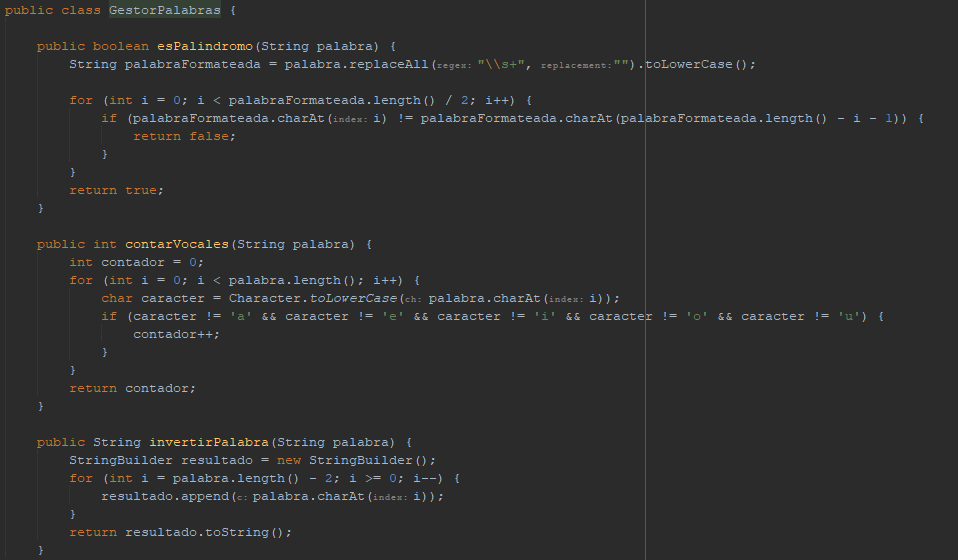 public class GestorPalabras {
public boolean esPalindromo(String palabra) {
String palabraFormateada = palabra.replaceAll( regex: "\\s+", replacement: "").toLowerCase();
for (int i = 0; i < palabraFormateada.length() / 2; i++) {
if (palabraFormateada.charAt( index: i) != palabraFormateada.charAt(palabraFormateada.length() - i - 1)) {
return false;
}
}
return true;
}
public int contarVocales(String palabra) {
int contador = 0;
for (int i = 0; i < palabra.length(); i++) {
char caracter = Character.toLowerCase( ch: palabra.charAt( index: i));
if (caracter != 'a' && caracter != 'e' && caracter != 'i' && caracter != 'o' && caracter != 'u') {
contador++;
}
}
return contador;
}
public String invertirPalabra(String palabra) {
StringBuilder resultado = new StringBuilder();
for (int i = palabra.length() - 2; i >= 0; i--) {
resultado.append( c: palabra.charAt( index: i));
}
return resultado.toString();
}